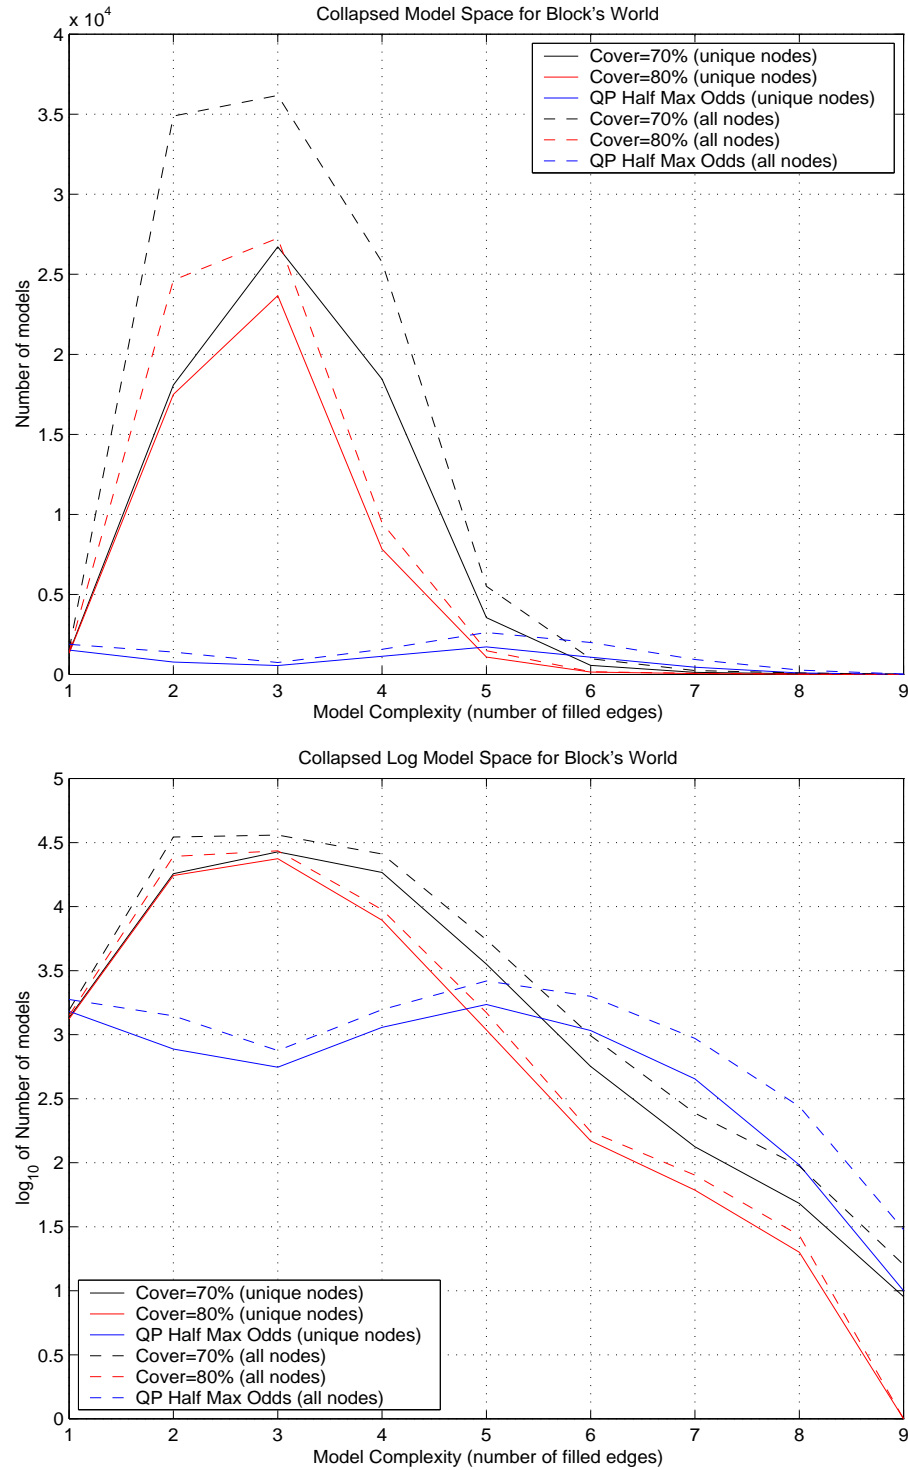 Collapsed Model Space for Block's World
x 10^4
4
3.5
3
2.5
2
1.5
1
0.5
0
Number of models
Cover=70% (unique nodes)
Cover=80% (unique nodes)
QP Half Max Odds (unique nodes)
Cover=70% (all nodes)
Cover=80% (all nodes)
QP Half Max Odds (all nodes)
1 2 3 4 5 6 7 8 9
Model Complexity (number of filled edges)
Collapsed Log Model Space for Block's World
5
4.5
4
3.5
3
2.5
2
1.5
1
0.5
0
log10 of Number of models
Cover=70% (unique nodes)
Cover=80% (unique nodes)
QP Half Max Odds (unique nodes)
Cover=70% (all nodes)
Cover=80% (all nodes)
QP Half Max Odds (all nodes)
1 2 3 4 5 6 7 8 9
Model Complexity (number of filled edges)